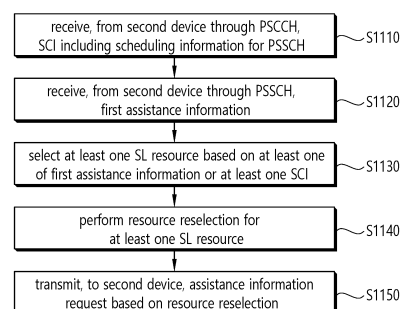 receive, from second device through PSCCH,
SCI including scheduling information for PSSCH
S1110
receive, from second device through PSSCH,
first assistance information
S1120
select at least one SL resource based on at least one
of first assistance information or at least one SCI
S1130
perform resource reselection for
at least one SL resource
S1140
transmit, to second device, assistance information
request based on resource reselection
S1150